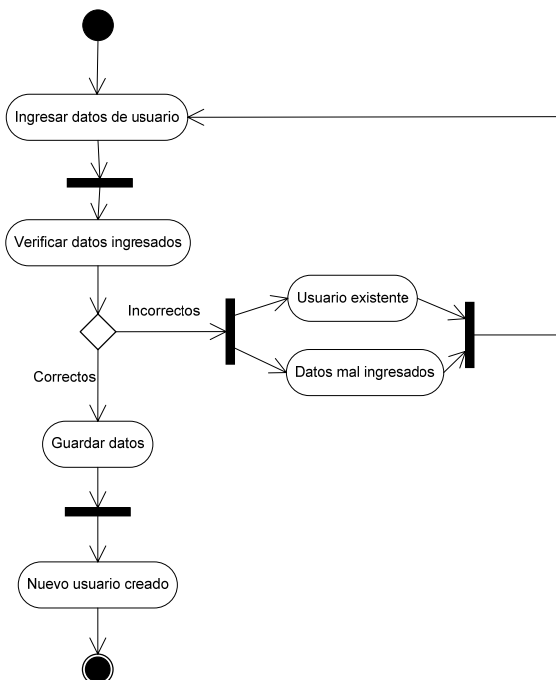 Ingresar datos de usuario
Verificar datos ingresados
Incorrectos
Usuario existente
Datos mal ingresados
Correctos
Guardar datos
Nuevo usuario creado